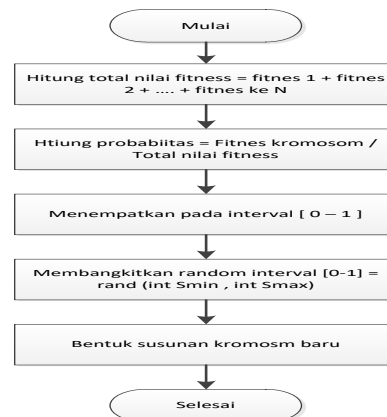 Mulai
Hitung total nilai fitness = fitnes 1 + fitnes
2 + .... + fitnes ke N
Htiung probabiitas = Fitnes kromosom /
Total nilai fitness
Menempatkan pada interval [ 0 – 1 ]
Membangkitkan random interval [0-1] =
rand (int Smin , int Smax)
Bentuk susunan kromosm baru
Selesai